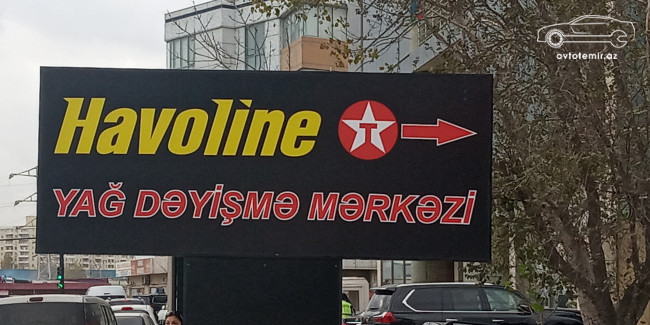 avtotemir.az
Havoline T
YAĞ DƏYİŞMƏ MƏRKƏZİ